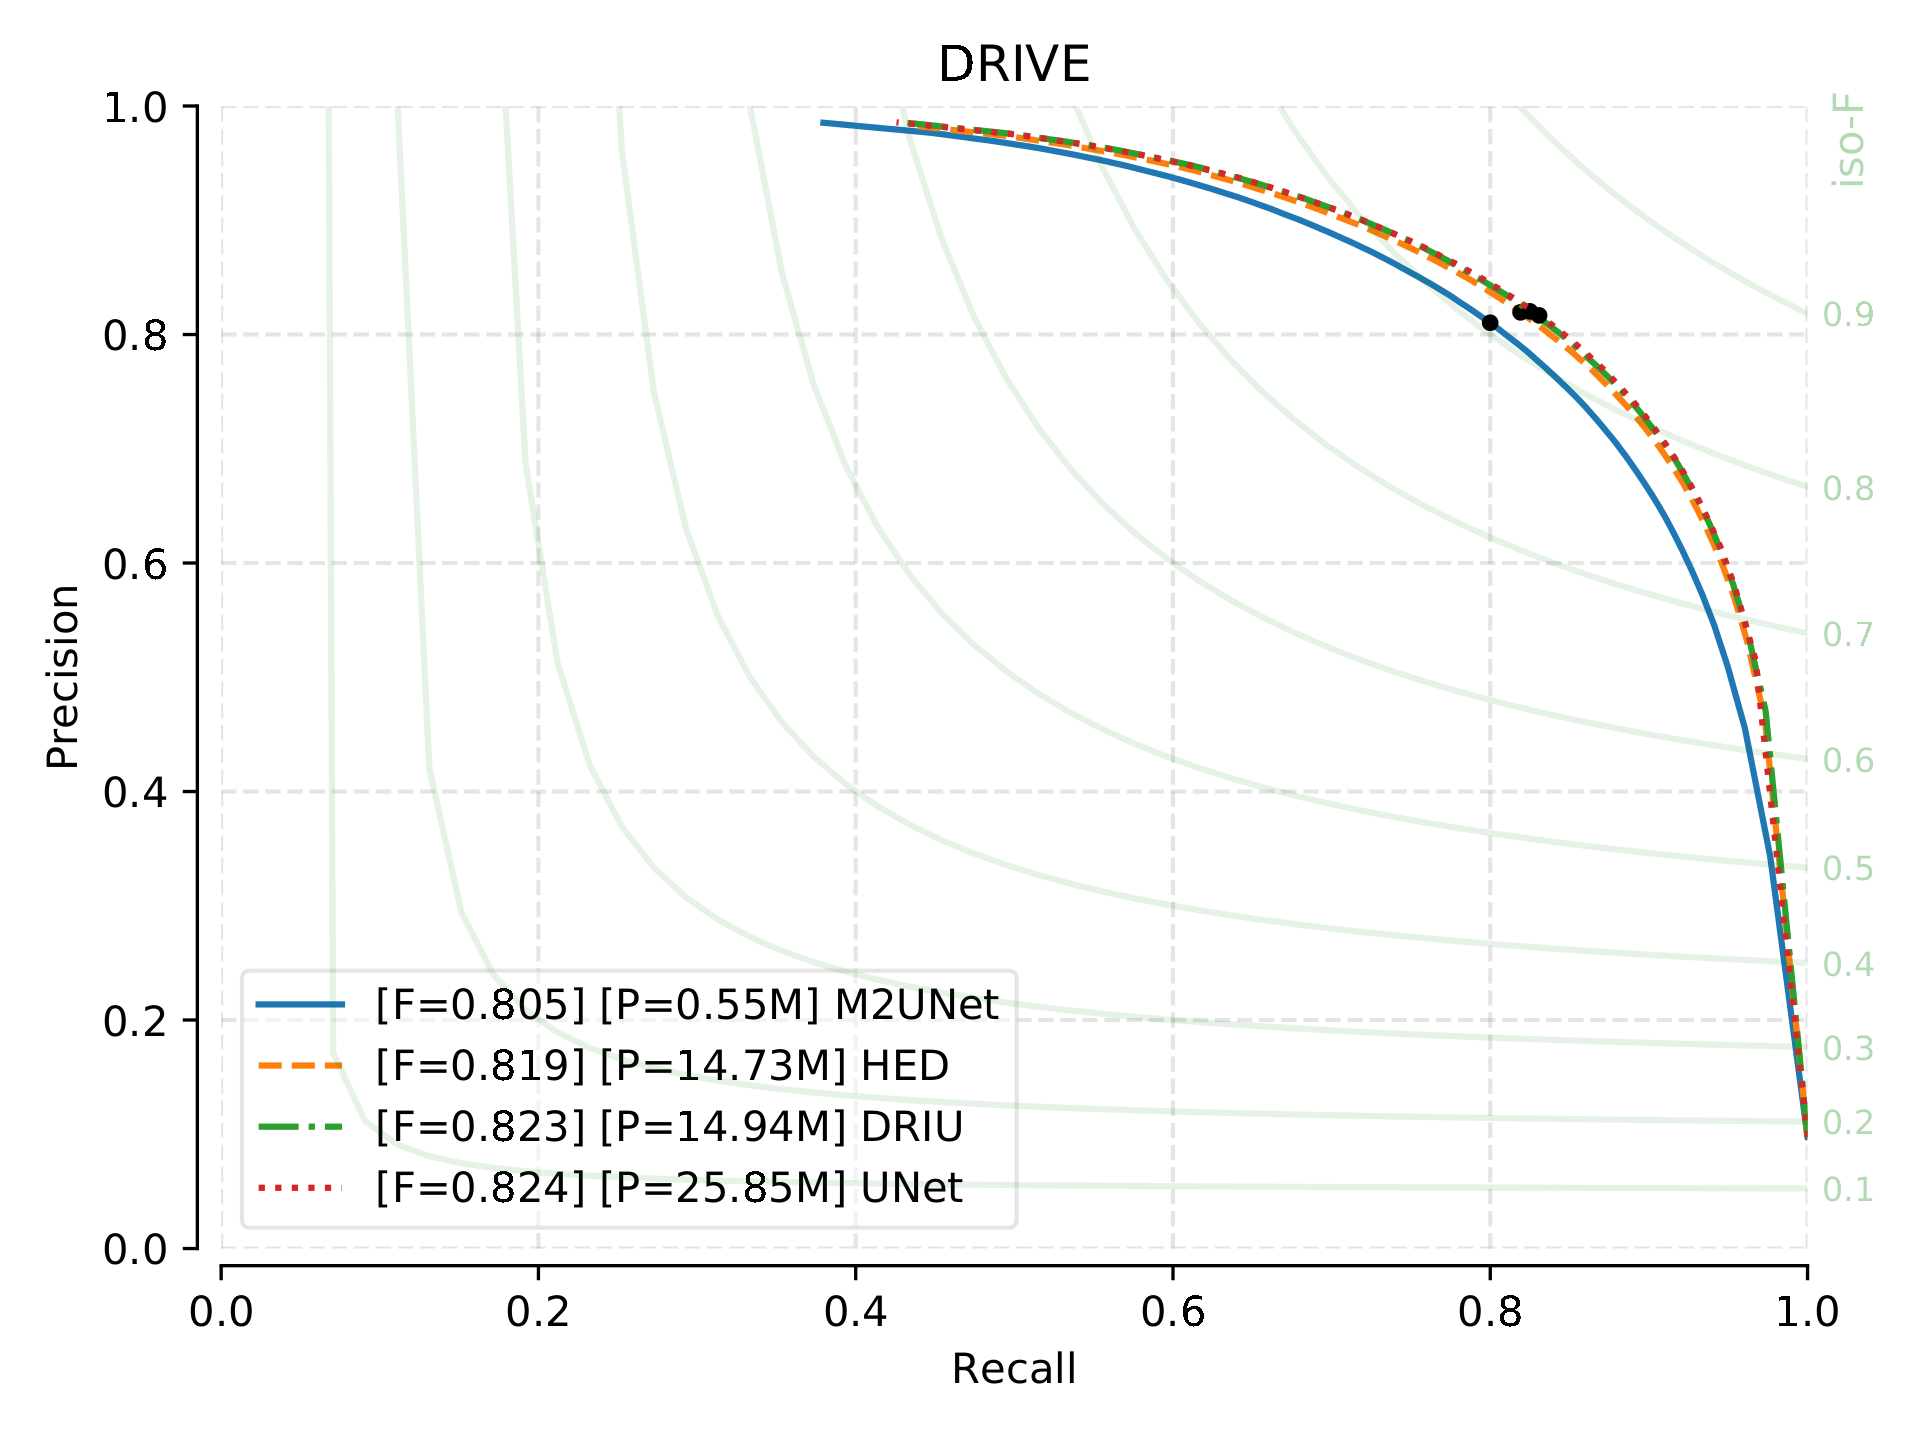 DRIVE
iso-F
1.0
0.8
0.6
0.4
0.2
0.0
Precision
0.9
0.8
0.7
0.6
0.5
0.4
0.3
0.2
0.1
[F=0.805] [P=0.55M] M2UNet
[F=0.819] [P=14.73M] HED
[F=0.823] [P=14.94M] DRIU
[F=0.824] [P=25.85M] UNet
0.0 0.2 0.4 0.6 0.8 1.0
Recall